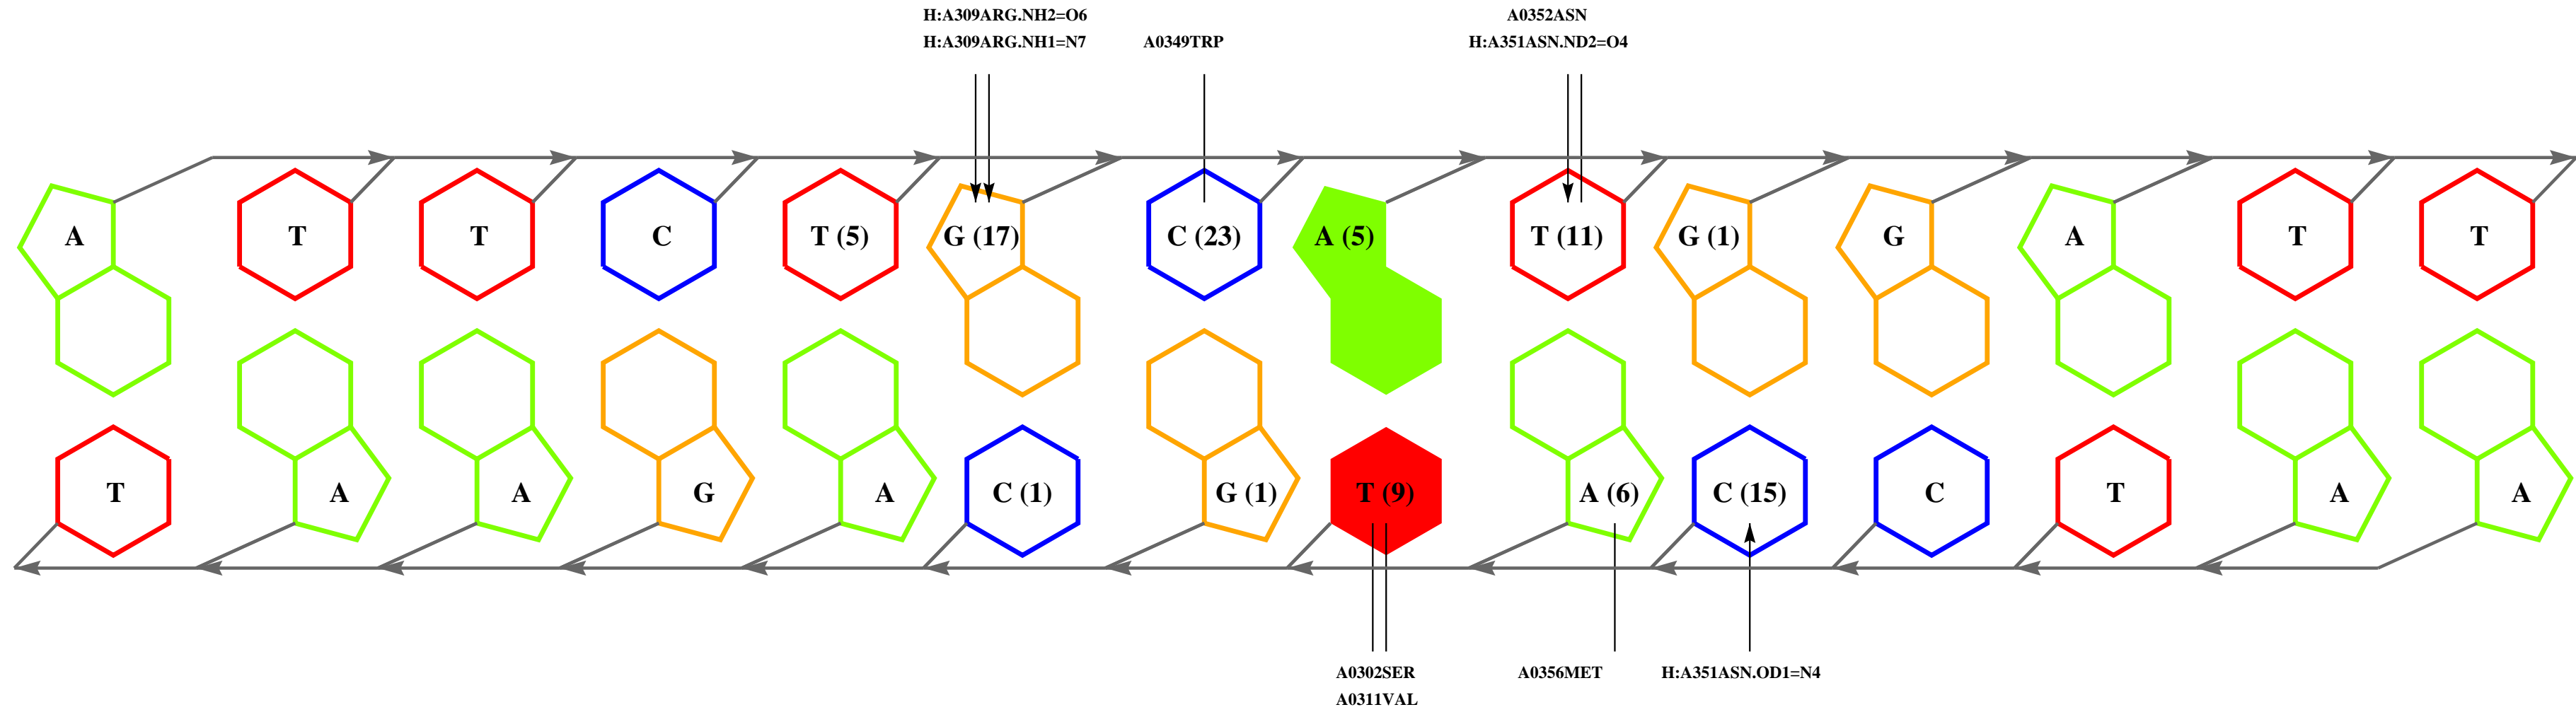 H:A309ARG.NH2=O6 A0352ASN
H:A309ARG.NH1=N7 A0349TRP H:A351ASN.ND2=O4
A T T C T (5) G (17) C (23) A (5) T (11) G (1) G A T T
T A A G A C (1) G (1) T (9) A (6) C (15) C T A A
A0302SER A0356MET H:A351ASN.OD1=N4
A0311VAL